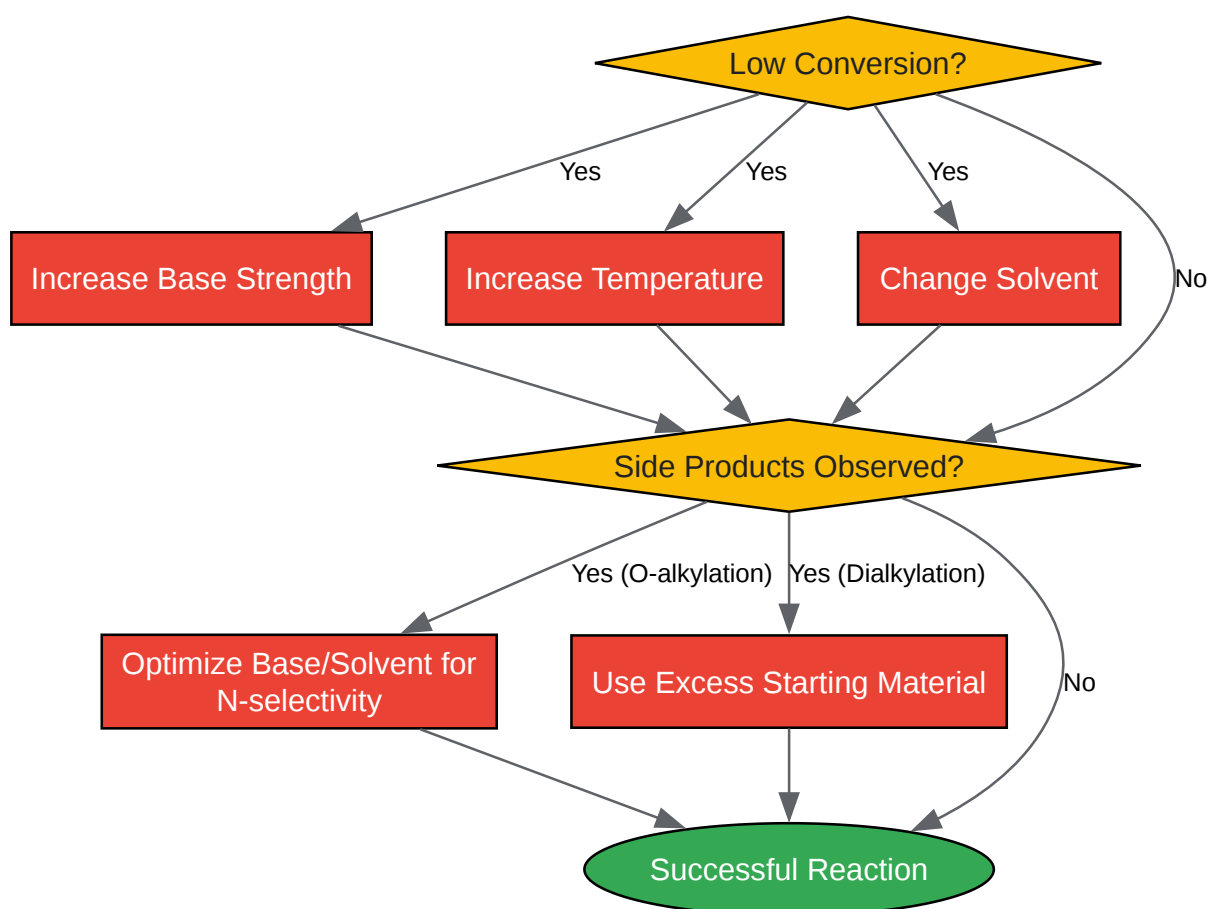 Low Conversion?
Yes
Yes
Yes
No
Increase Base Strength
Increase Temperature
Change Solvent
Side Products Observed?
Yes (O-alkylation)
Yes (Dialkylation)
No
Optimize Base/Solvent for
N-selectivity
Use Excess Starting Material
Successful Reaction